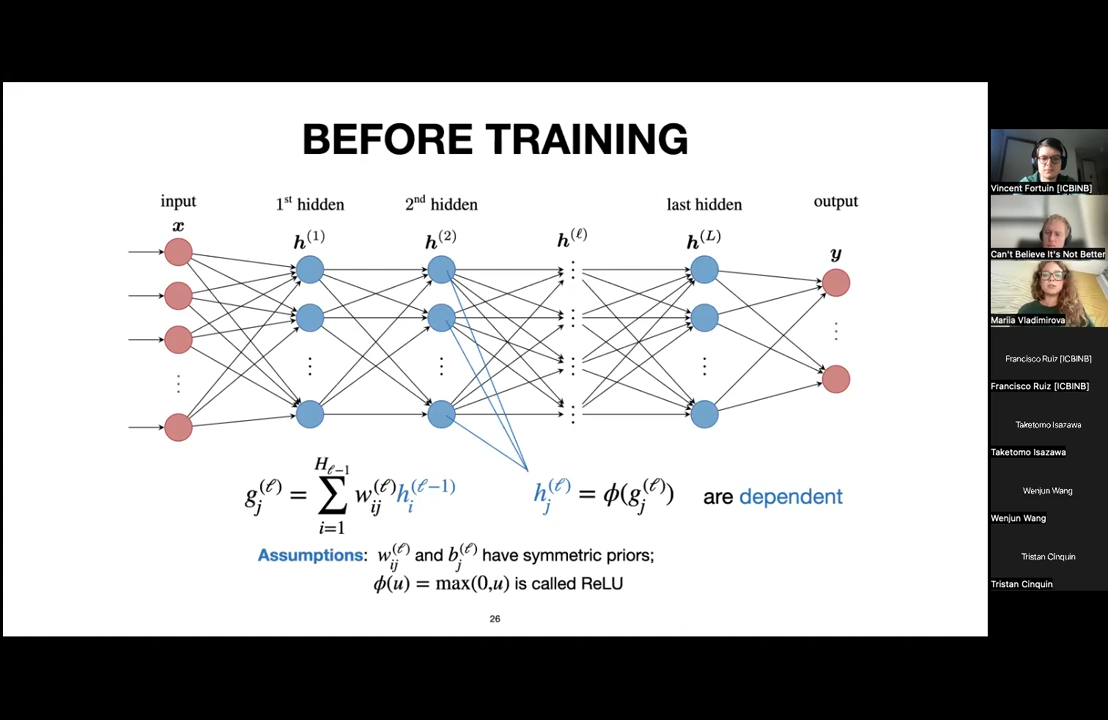 BEFORE TRAINING
input
1st hidden
2nd hidden
last hidden
output
x
h^(1)
h^(2)
h^(ℓ)
h^(L)
y
g_j^(ℓ) = ∑_{i=1}^{H_{ℓ−1}} w_{ij}^(ℓ) h_i^(ℓ−1)
h_j^(ℓ) = ϕ(g_j^(ℓ)) are dependent
Assumptions: w_{ij}^(ℓ) and b_j^(ℓ) have symmetric priors;
ϕ(u) = max(0,u) is called ReLU
26
Vincent Fortuin [ICBINB]
Can't Believe It's Not Better
Mariia Vladimirova
Francisco Ruiz [ICBINB]
Francisco Ruiz [ICBINB]
Taketomo Isazawa
Taketomo Isazawa
Wenjun Wang
Wenjun Wang
Tristan Cinquin
Tristan Cinquin